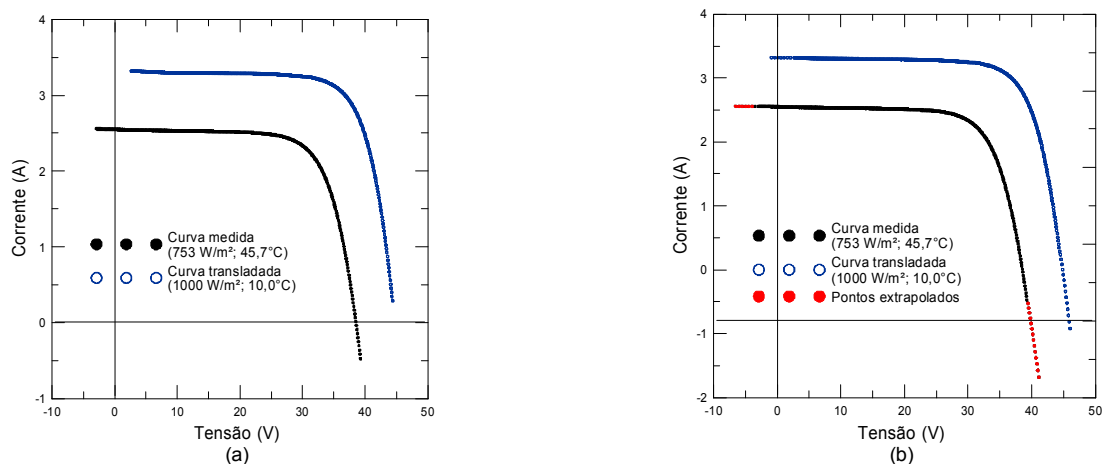 4
3
2
1
0
-1
-10
0
10
20
30
40
50
Corrente (A)
Curva medida
(753 W/m²; 45,7°C)
Curva transladada
(1000 W/m²; 10,0°C)
Tensão (V)
(a)
4
3
2
1
0
-1
-2
-10
0
10
20
30
40
50
Corrente (A)
Curva medida
(753 W/m²; 45,7°C)
Curva transladada
(1000 W/m²; 10,0°C)
Pontos extrapolados
Tensão (V)
(b)